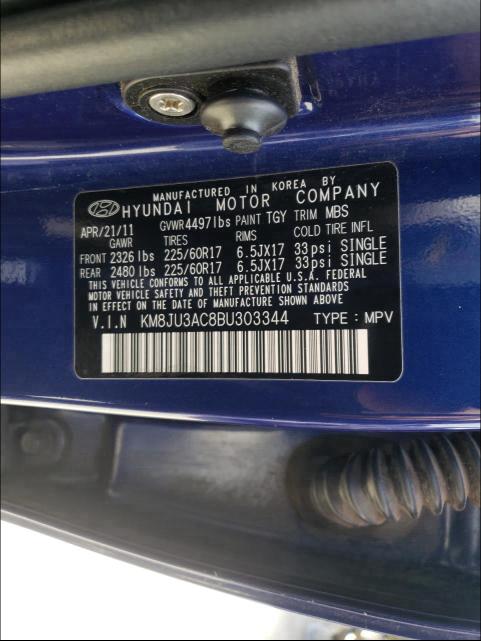 MANUFACTURED IN KOREA BY
HYUNDAI MOTOR COMPANY
APR/21/11 GVWR4497lbs PAINT TGY TRIM MBS
GAWR TIRES RIMS COLD TIRE INFL
FRONT 2326 lbs 225/60R17 6.5JX17 33psi SINGLE
REAR 2480 lbs 225/60R17 6.5JX17 33psi SINGLE
THIS VEHICLE CONFORMS TO ALL APPLICABLE U.S.A. FEDERAL
MOTOR VEHICLE SAFETY AND THEFT PREVENTION STANDARDS
IN EFFECT ON THE DATE OF MANUFACTURE SHOWN ABOVE.
V.I.N KM8JU3AC8BU303344 TYPE : MPV